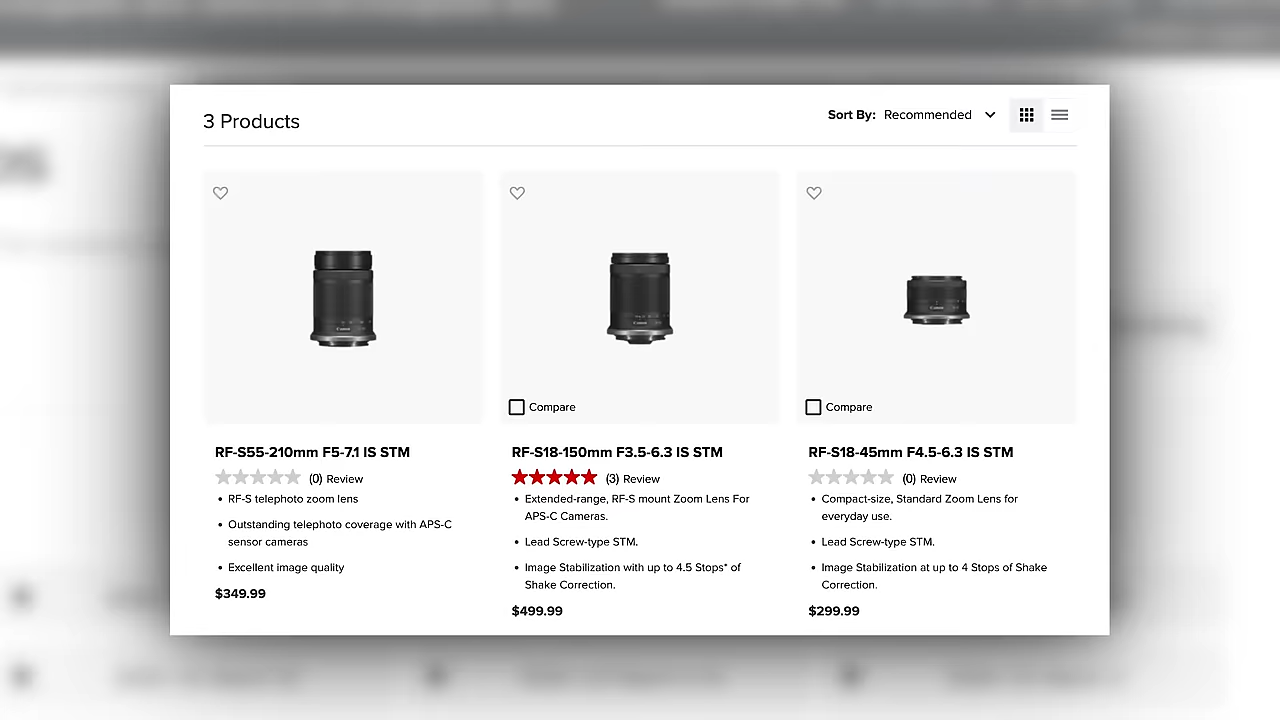 3 Products
Sort By: Recommended
Compare
Compare
RF-S55-210mm F5-7.1 IS STM
(0) Review
• RF-S telephoto zoom lens
• Outstanding telephoto coverage with APS-C
sensor cameras
• Excellent image quality
$349.99
RF-S18-150mm F3.5-6.3 IS STM
(3) Review
• Extended-range, RF-S mount Zoom Lens For
APS-C Cameras.
• Lead Screw-type STM.
• Image Stabilization with up to 4.5 Stops* of
Shake Correction.
$499.99
RF-S18-45mm F4.5-6.3 IS STM
(0) Review
• Compact-size, Standard Zoom Lens for
everyday use.
• Lead Screw-type STM.
• Image Stabilization at up to 4 Stops of Shake
Correction.
$299.99